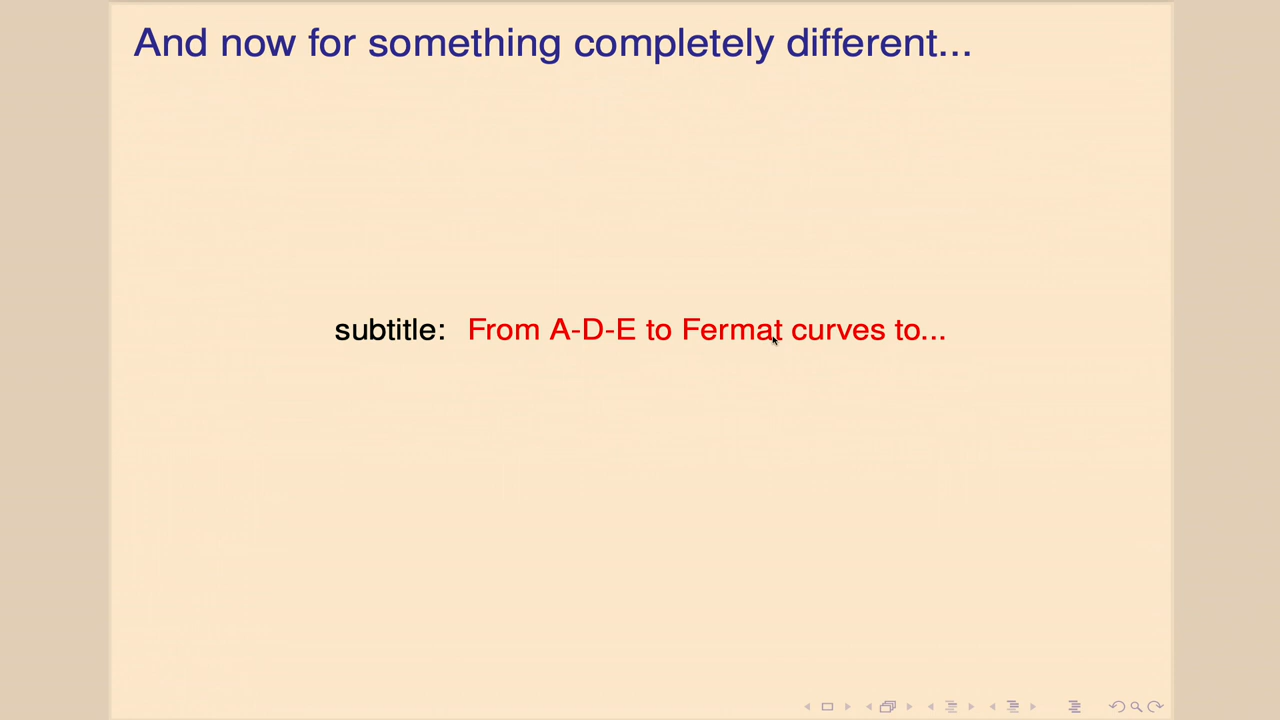 And now for something completely different...
subtitle: From A-D-E to Fermat curves to...